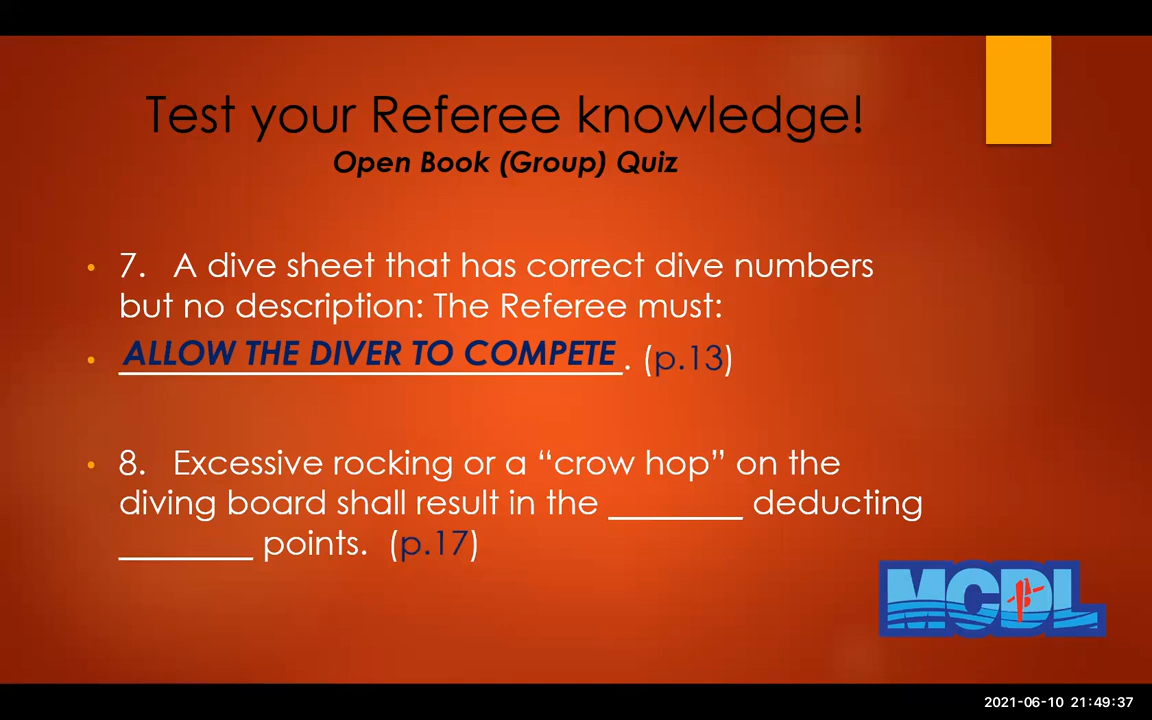 Test your Referee knowledge!
Open Book (Group) Quiz
• 7. A dive sheet that has correct dive numbers
but no description: The Referee must:
• ALLOW THE DIVER TO COMPETE. (p.13)
• 8. Excessive rocking or a “crow hop” on the
diving board shall result in the ________ deducting
________ points. (p.17)
MCDL
2021-06-10 21:49:37